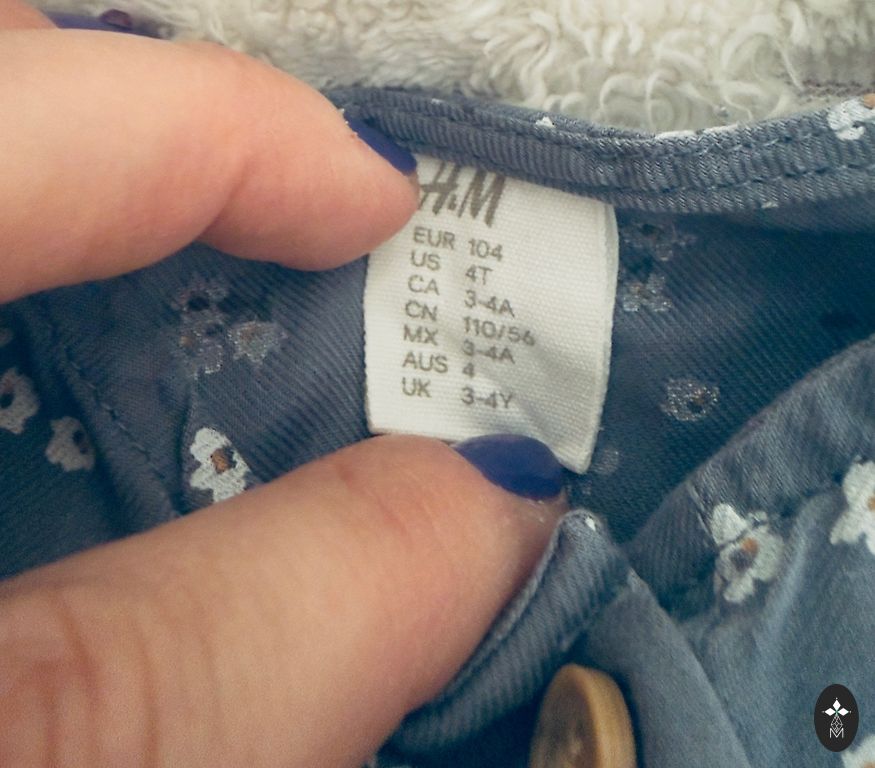 H&M
EUR 104
US 4T
CA 3-4A
CN 110/56
MX 3-4A
AUS 4
UK 3-4Y
M